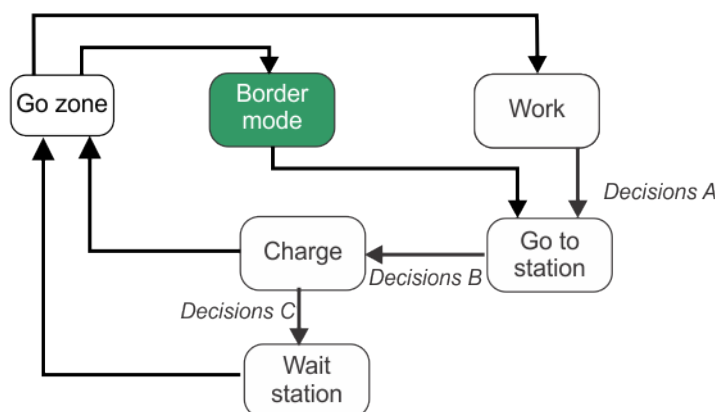 Go zone
Border
mode
Work
Decisions A
Go to
station
Charge
Decisions B
Decisions C
Wait
station